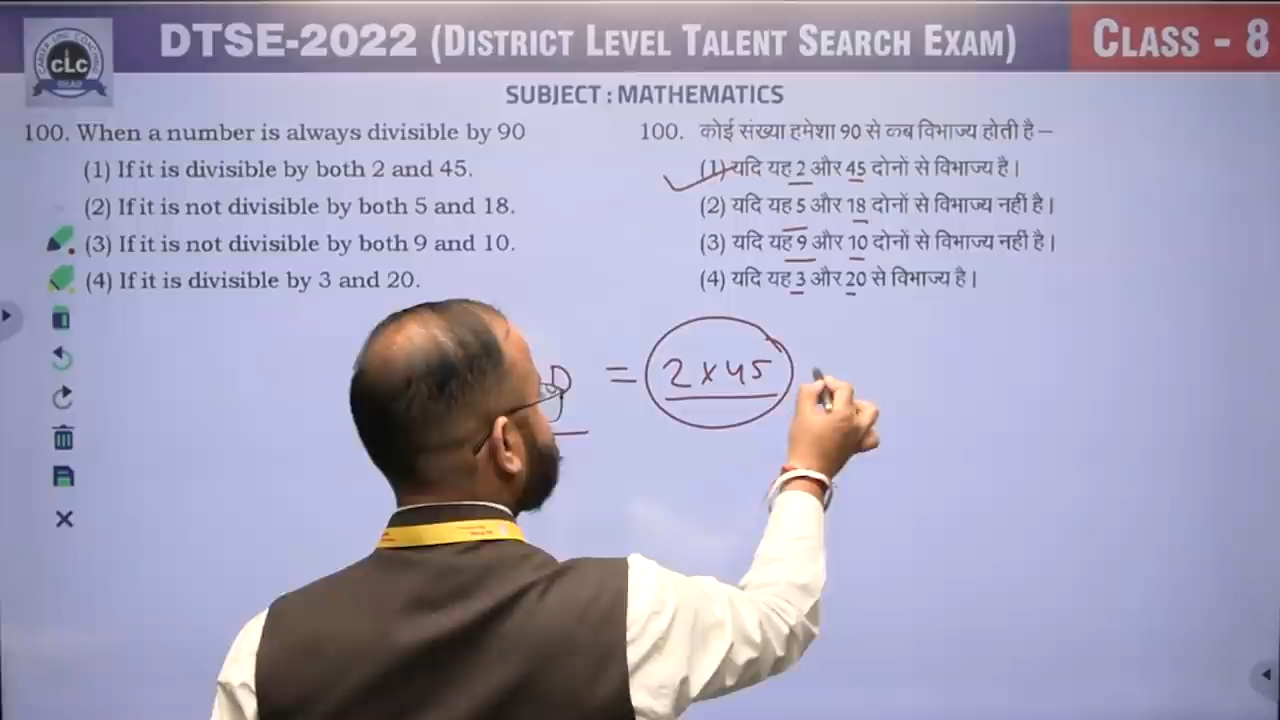 DTSE-2022 (DISTRICT LEVEL TALENT SEARCH EXAM)
CLASS - 8
cLc
SUBJECT : MATHEMATICS
100. When a number is always divisible by 90
(1) If it is divisible by both 2 and 45.
(2) If it is not divisible by both 5 and 18.
(3) If it is not divisible by both 9 and 10.
(4) If it is divisible by 3 and 20.
100. कोई संख्या हमेशा 90 से कब विभाज्य होती है –
(1) यदि यह 2 और 45 दोनों से विभाज्य है।
(2) यदि यह 5 और 18 दोनों से विभाज्य नहीं है।
(3) यदि यह 9 और 10 दोनों से विभाज्य नहीं है।
(4) यदि यह 3 और 20 से विभाज्य है।
= 2 x 45